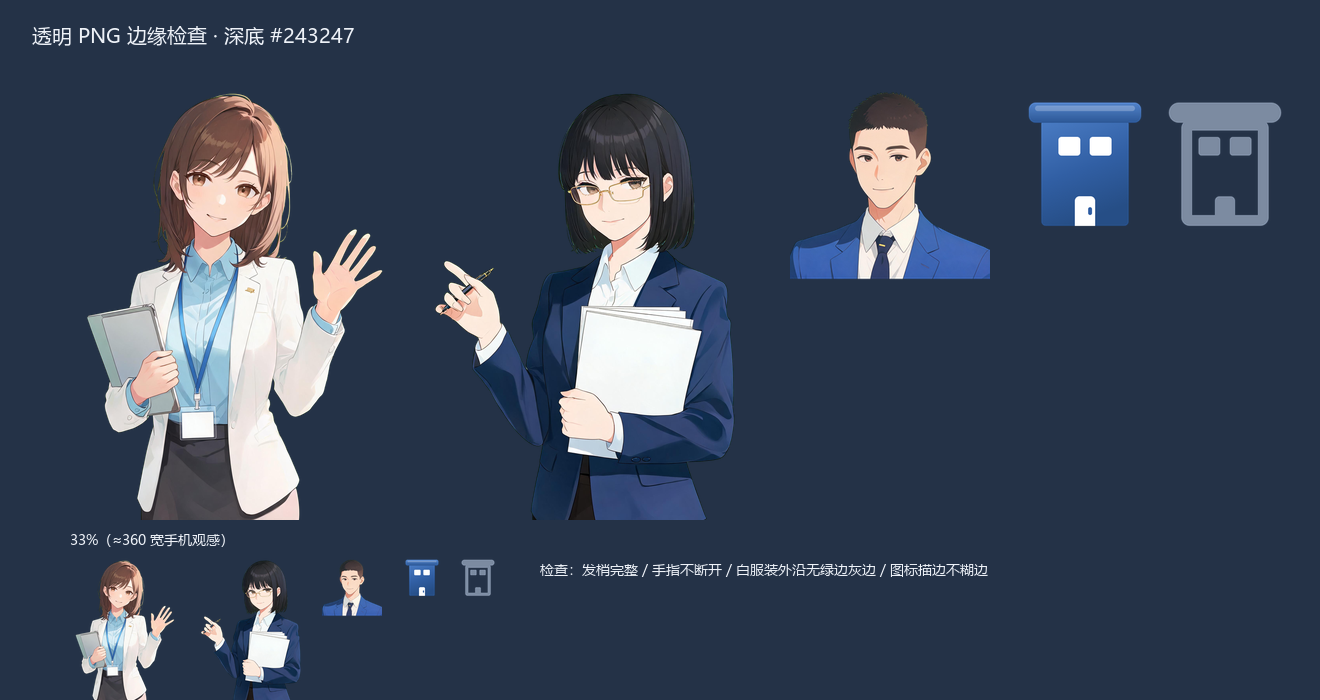 透明 PNG 边缘检查 · 深底 #243247
33%（≈360 宽手机观感）
检查：发梢完整 / 手指不断开 / 白服装外沿无绿边灰边 / 图标描边不糊边